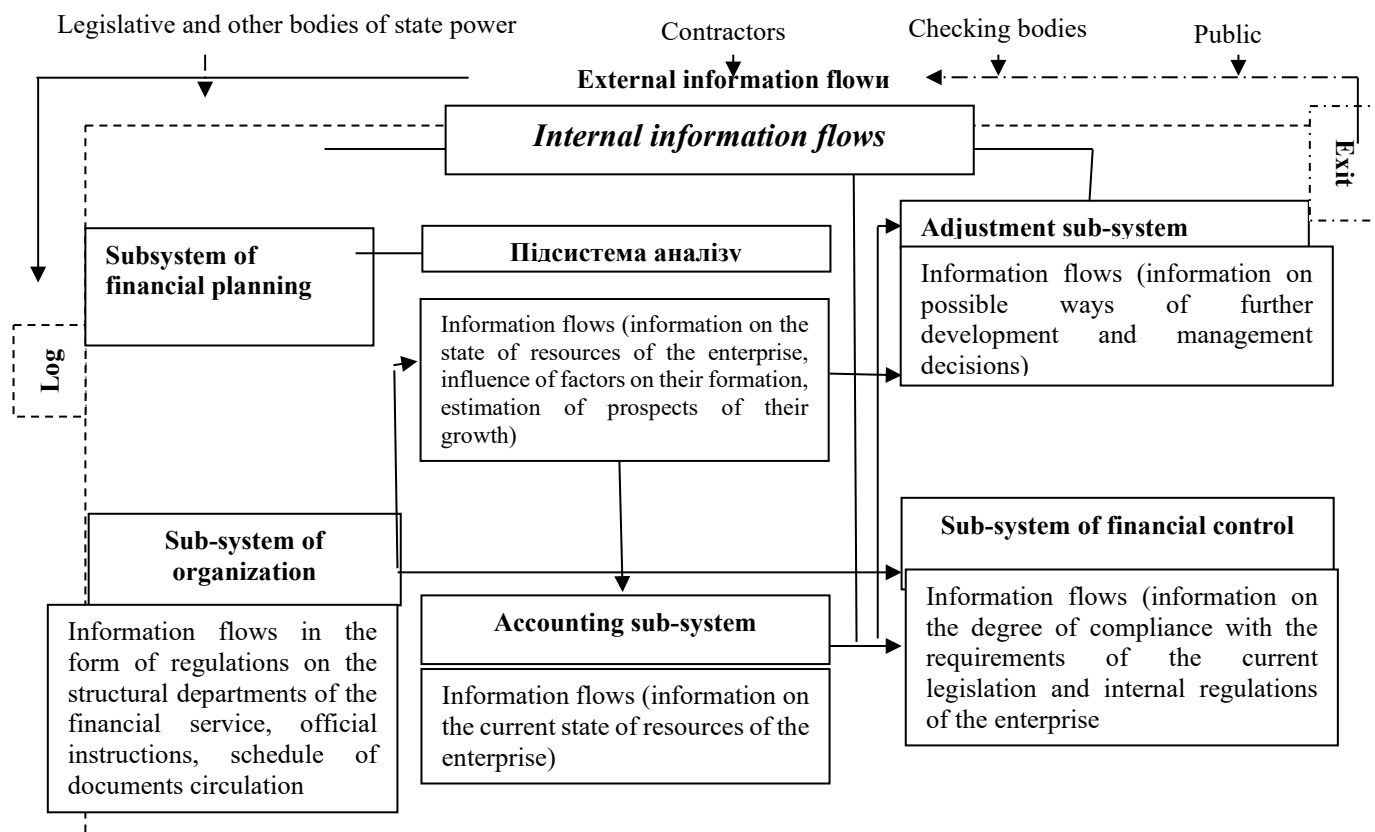 Legislative and other bodies of state power
Contractors
Checking bodies
Public
External information flowи
Internal information flows
Exit
Log
Subsystem of
financial planning
Підсистема аналізу
Adjustment sub-system
Information flows (information on
possible ways of further
development and management
decisions)
Information flows (information on the
state of resources of the enterprise,
influence of factors on their formation,
estimation of prospects of their
growth)
Sub-system of
organization
Information flows in the
form of regulations on the
structural departments of the
financial service, official
instructions, schedule of
documents circulation
Accounting sub-system
Information flows (information on
the current state of resources of the
enterprise)
Sub-system of financial control
Information flows (information on
the degree of compliance with the
requirements of the current
legislation and internal regulations
of the enterprise